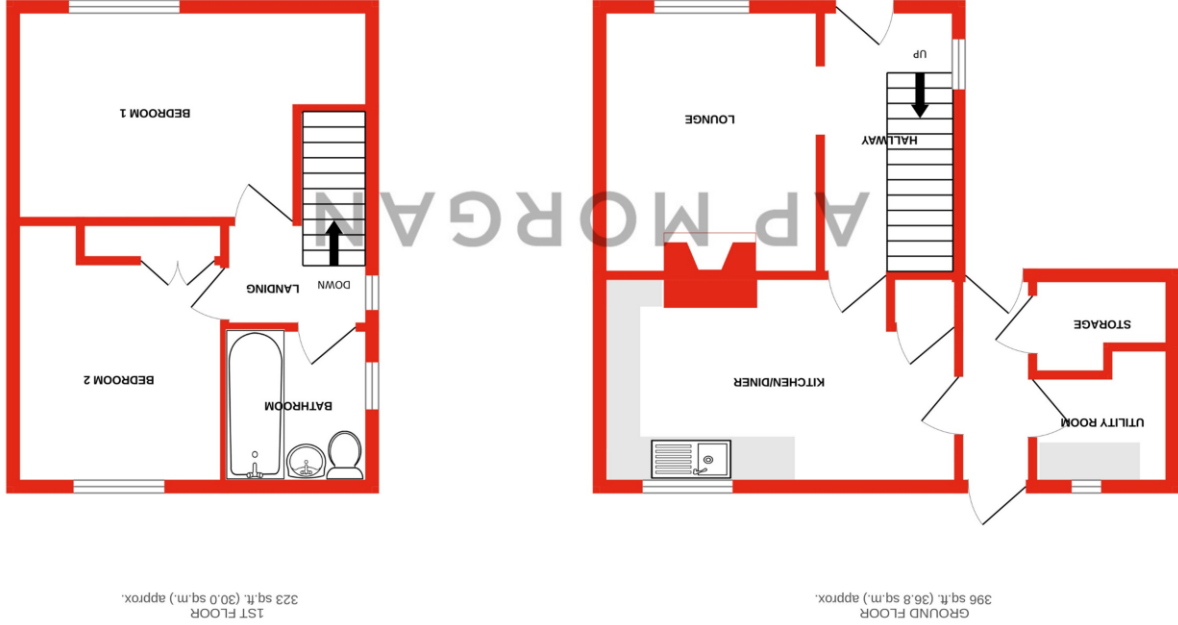 GROUND FLOOR
396 sq.ft. (36.8 sq.m.) approx.
1ST FLOOR
323 sq.ft. (30.0 sq.m.) approx.
UTILITY ROOM
KITCHEN/DINER
STORAGE
HALLWAY
LOUNGE
UP
BATHROOM
BEDROOM 2
LANDING
DOWN
BEDROOM 1
AP MORGAN